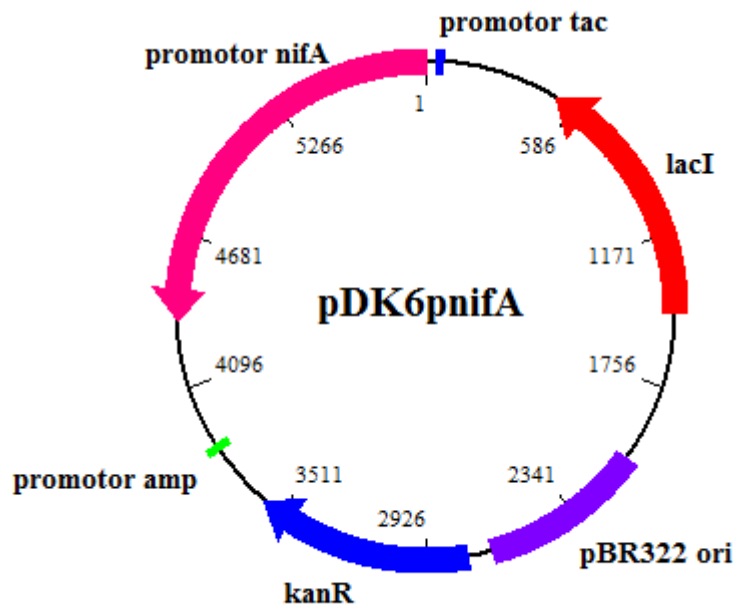 promotor tac
promotor nifA
1
5266
586
lacI
4681
1171
pDK6pnifA
4096
1756
promotor amp
3511
2341
2926
pBR322 ori
kanR